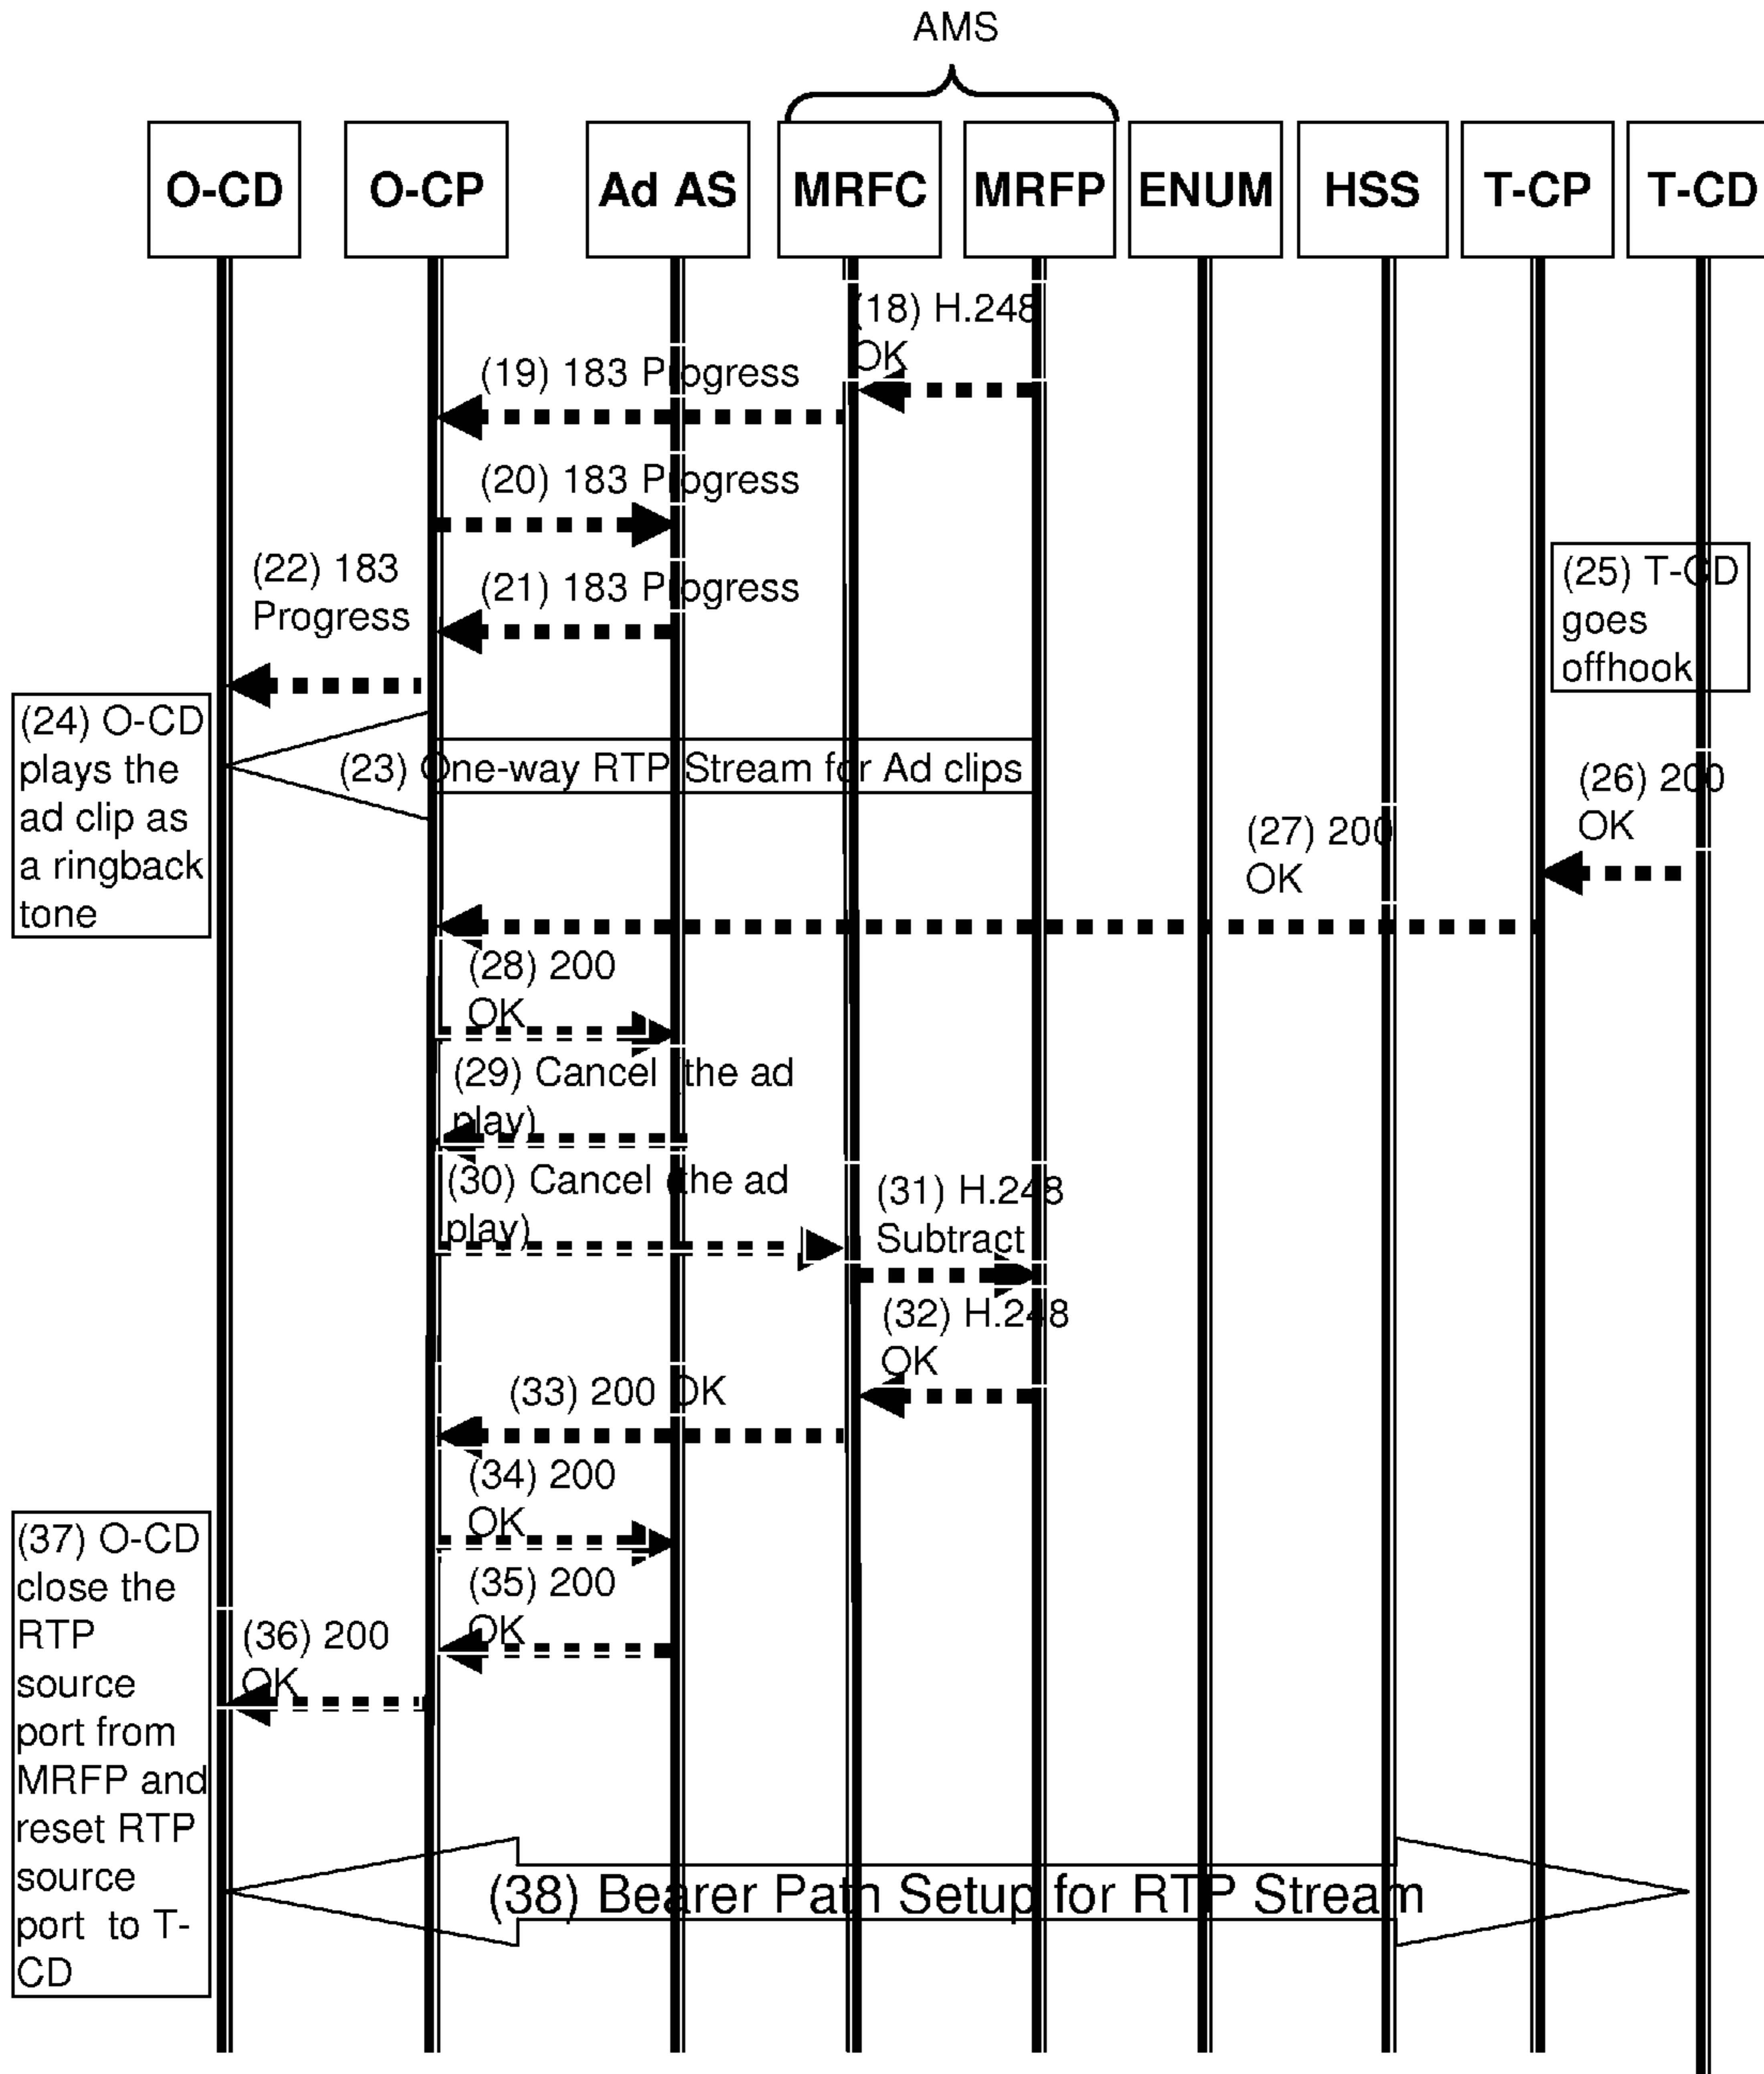 AMS
O-CD
O-CP
Ad AS
MRFC
MRFP
ENUM
HSS
T-CP
T-CD
(18) H.248
OK
(19) 183 Progress
(20) 183 Progress
(21) 183 Progress
(22) 183
Progress
(23) One-way RTP Stream for Ad clips
(24) O-CD
plays the
ad clip as
a ringback
tone
(25) T-CD
goes
offhook
(26) 200
OK
(27) 200
OK
(28) 200
OK
(29) Cancel (the ad
play)
(30) Cancel (the ad
play)
(31) H.248
Subtract
(32) H.248
OK
(33) 200 OK
(34) 200
OK
(35) 200
OK
(36) 200
OK
(37) O-CD
close the
RTP
source
port from
MRFP and
reset RTP
source
port to T-
CD
(38) Bearer Path Setup for RTP Stream